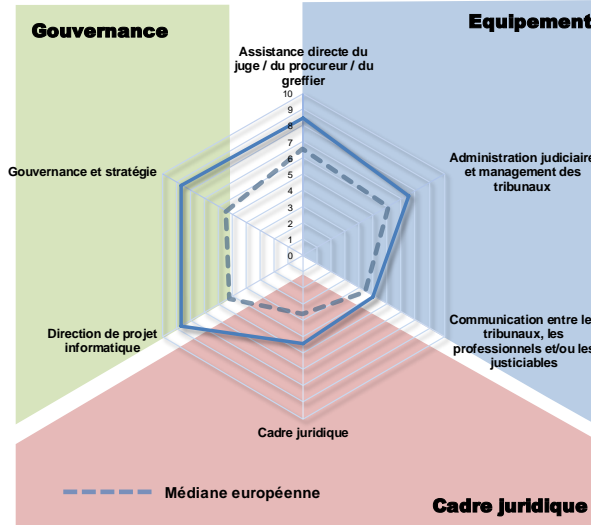 Gouvernance
Equipement
Assistance directe du
juge / du procureur / du
greffier
10
9
8
7
6
5
4
3
2
1
0
Gouvernance et stratégie
Administration judiciaire
et management des
tribunaux
Direction de projet
informatique
Communication entre le
tribunaux, les
professionnels et/ou les
justiciables
Cadre juridique
Médiane européenne
Cadre juridique